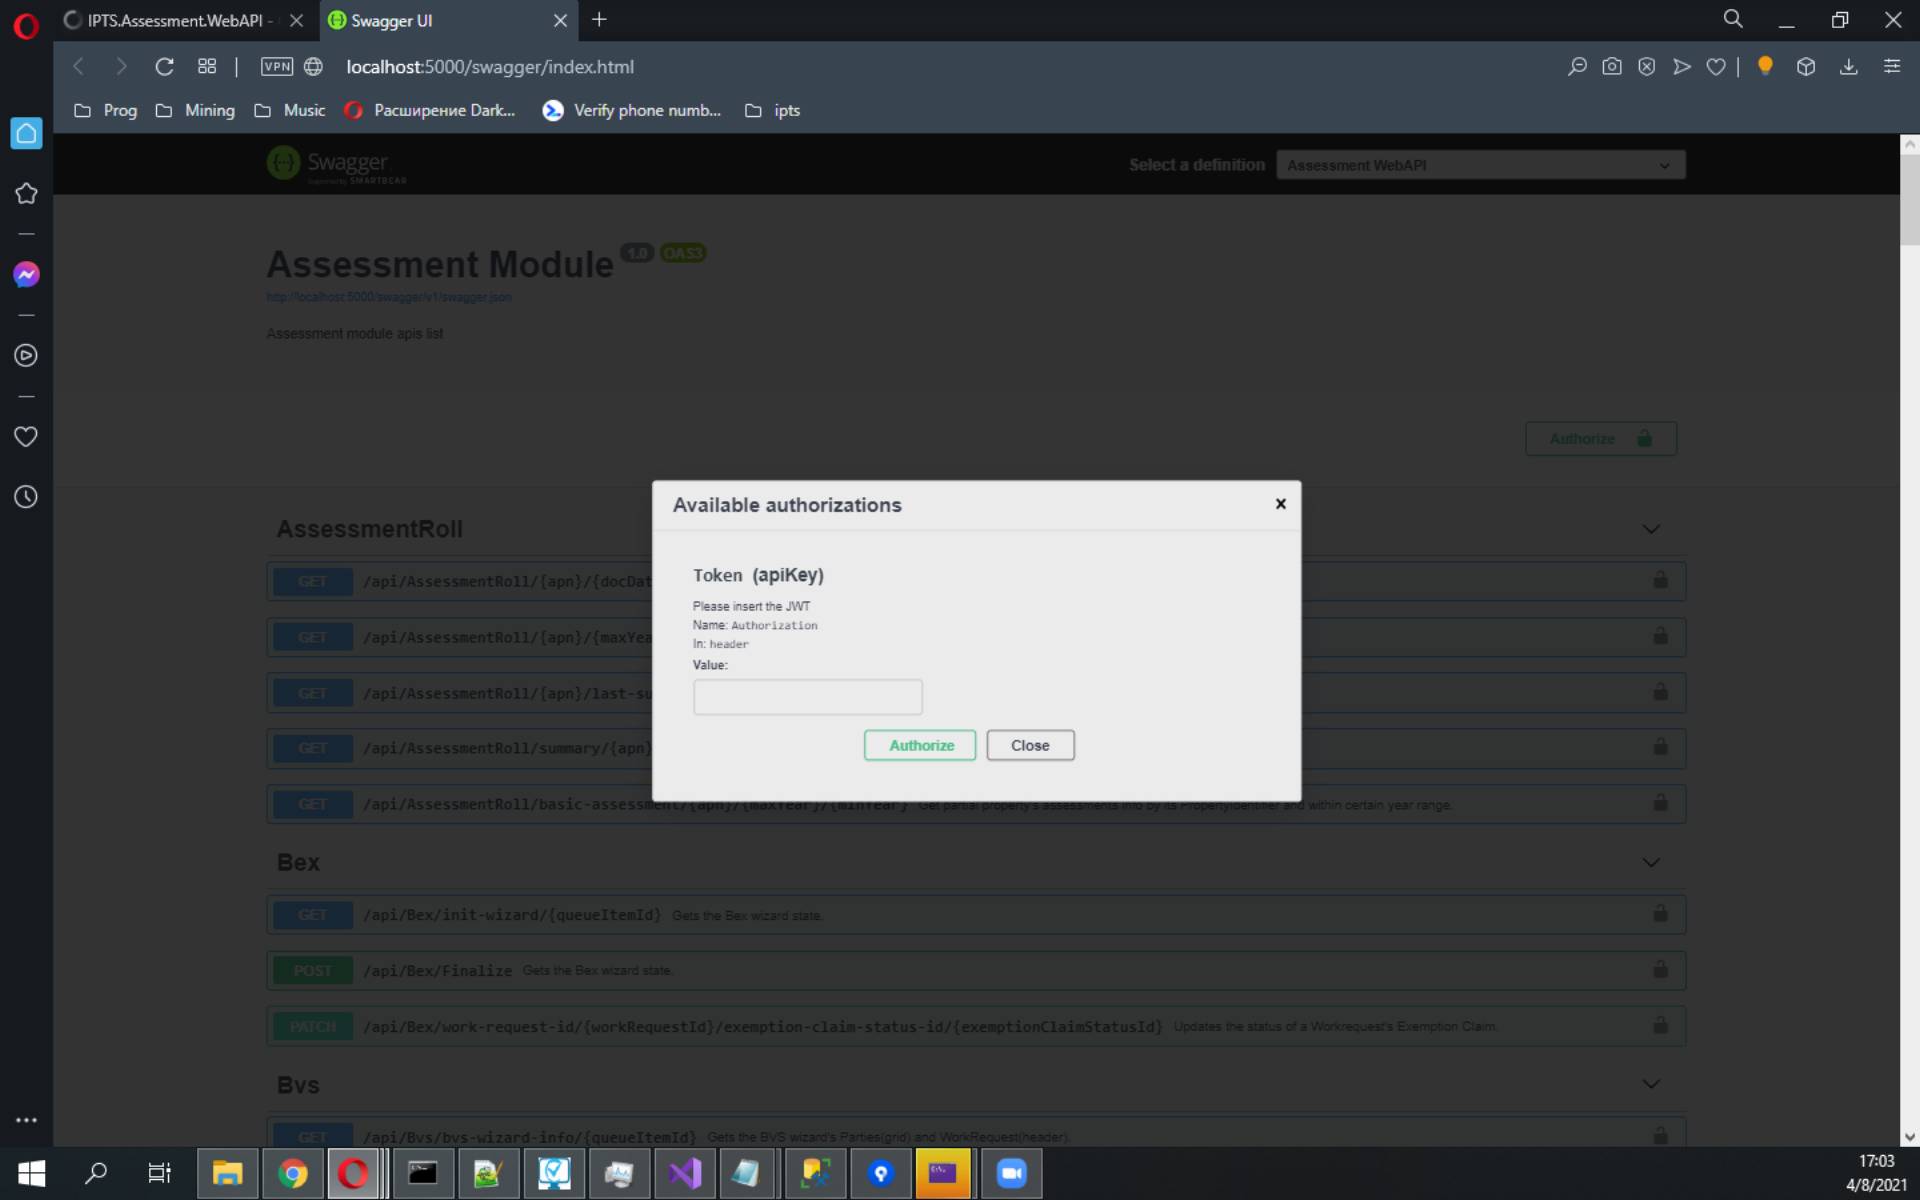 IPTS.Assessment.WebAPI -
Swagger UI
VPN
localhost:5000/swagger/index.html
Prog
Mining
Music
Расширение Dark...
Verify phone numb...
ipts
Swagger
Supported by SMARTBEAR
Select a definition
Assessment WebAPI
Assessment Module 1.0 OAS3
http://localhost:5000/swagger/v1/swagger.json
Assessment module apis list
Authorize
Available authorizations
Token (apiKey)
Please insert the JWT
Name: Authorization
In: header
Value:
Authorize
Close
AssessmentRoll
GET /api/AssessmentRoll/{apn}/{docDat
GET /api/AssessmentRoll/{apn}/{maxYea
GET /api/AssessmentRoll/{apn}/last-su
GET /api/AssessmentRoll/summary/{apn}
GET /api/AssessmentRoll/basic-assessment/{apn}/{maxYear}/{minYear} Get partial property's assessments info by its PropertyIdentifier and within certain year range.
Bex
GET /api/Bex/init-wizard/{queueItemId} Gets the Bex wizard state.
POST /api/Bex/Finalize Gets the Bex wizard state.
PATCH /api/Bex/work-request-id/{workRequestId}/exemption-claim-status-id/{exemptionClaimStatusId} Updates the status of a Workrequest's Exemption Claim.
Bvs
GET /api/Bvs/bvs-wizard-info/{queueItemId} Gets the BVS wizard's Parties(grid) and WorkRequest(header).
17:03
4/8/2021